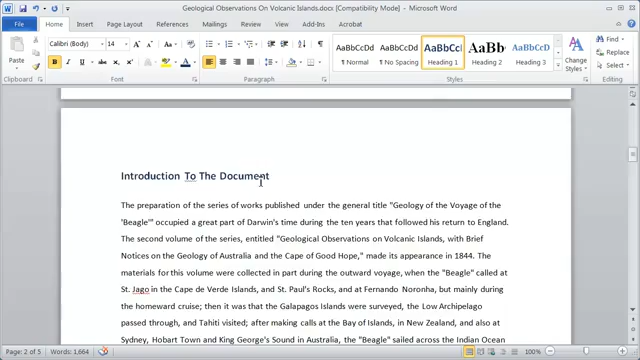 Geological Observations On Volcanic Islands.docx [Compatibility Mode] - Microsoft Word
File Home Insert Page Layout References Mailings Review View Add-Ins Acrobat
Calibri (Body) 14 AaBbCcDd AaBbCcDd AaBbC AaBb AaBbCcD Find
Paste Replace
¶ Normal ¶ No Spacing Heading 1 Heading 2 Heading 3 Change Styles Select
Clipboard Font Paragraph Styles Editing
Introduction To The Document
The preparation of the series of works published under the general title "Geology of the Voyage of the
'Beagle'" occupied a great part of Darwin's time during the ten years that followed his return to England.
The second volume of the series, entitled "Geological Observations on Volcanic Islands, with Brief
Notices on the Geology of Australia and the Cape of Good Hope," made its appearance in 1844. The
materials for this volume were collected in part during the outward voyage, when the "Beagle" called at
St. Jago in the Cape de Verde Islands, and St. Paul's Rocks, and at Fernando Noronha, but mainly during
the homeward cruise; then it was that the Galapagos Islands were surveyed, the Low Archipelago
passed through, and Tahiti visited; after making calls at the Bay of Islands, in New Zealand, and also at
Sydney, Hobart Town and King George's Sound in Australia, the "Beagle" sailed across the Indian Ocean
Page: 2 of 5 Words: 1,664 100%